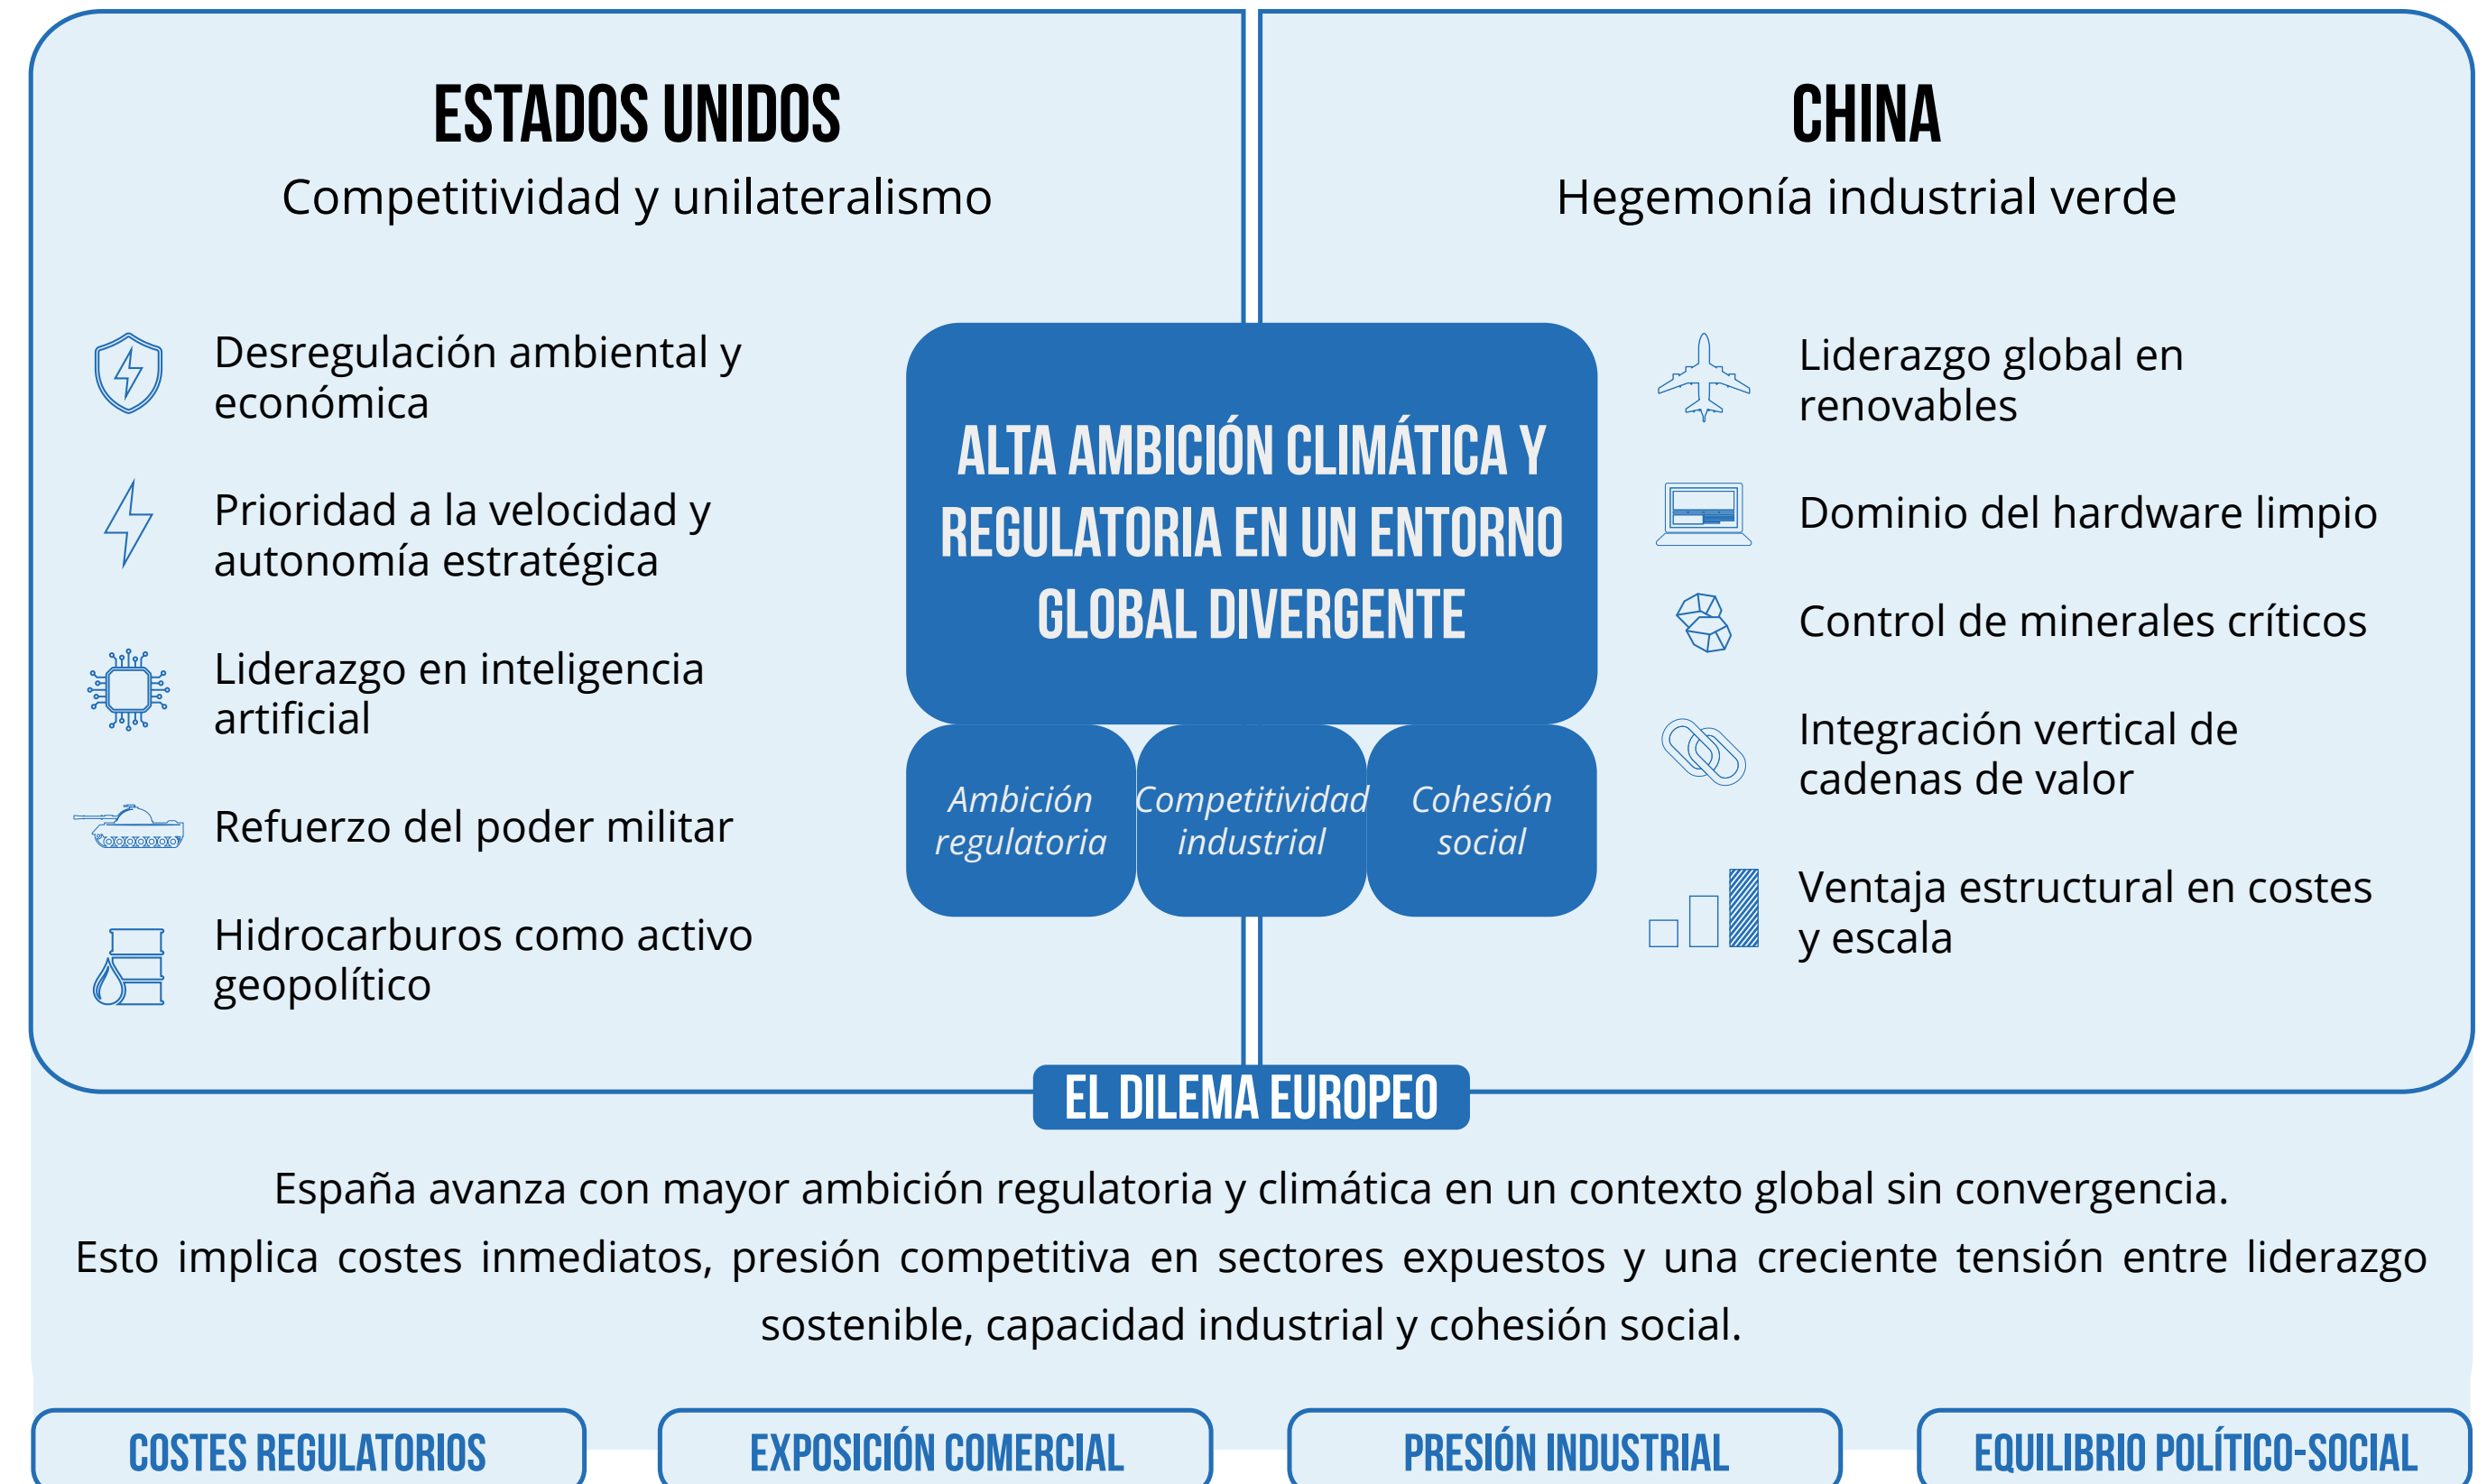 ESTADOS UNIDOS
Competitividad y unilateralismo
Desregulación ambiental y
económica
Prioridad a la velocidad y
autonomía estratégica
Liderazgo en inteligencia
artificial
Refuerzo del poder militar
Hidrocarburos como activo
geopolítico
ALTA AMBICIÓN CLIMÁTICA Y
REGULATORIA EN UN ENTORNO
GLOBAL DIVERGENTE
Ambición
regulatoria
Competitividad
industrial
Cohesión
social
CHINA
Hegemonía industrial verde
Liderazgo global en
renovables
Dominio del hardware limpio
Control de minerales críticos
Integración vertical de
cadenas de valor
Ventaja estructural en costes
y escala
EL DILEMA EUROPEO
España avanza con mayor ambición regulatoria y climática en un contexto global sin convergencia.
Esto implica costes inmediatos, presión competitiva en sectores expuestos y una creciente tensión entre liderazgo
sostenible, capacidad industrial y cohesión social.
COSTES REGULATORIOS
EXPOSICIÓN COMERCIAL
PRESIÓN INDUSTRIAL
EQUILIBRIO POLÍTICO-SOCIAL